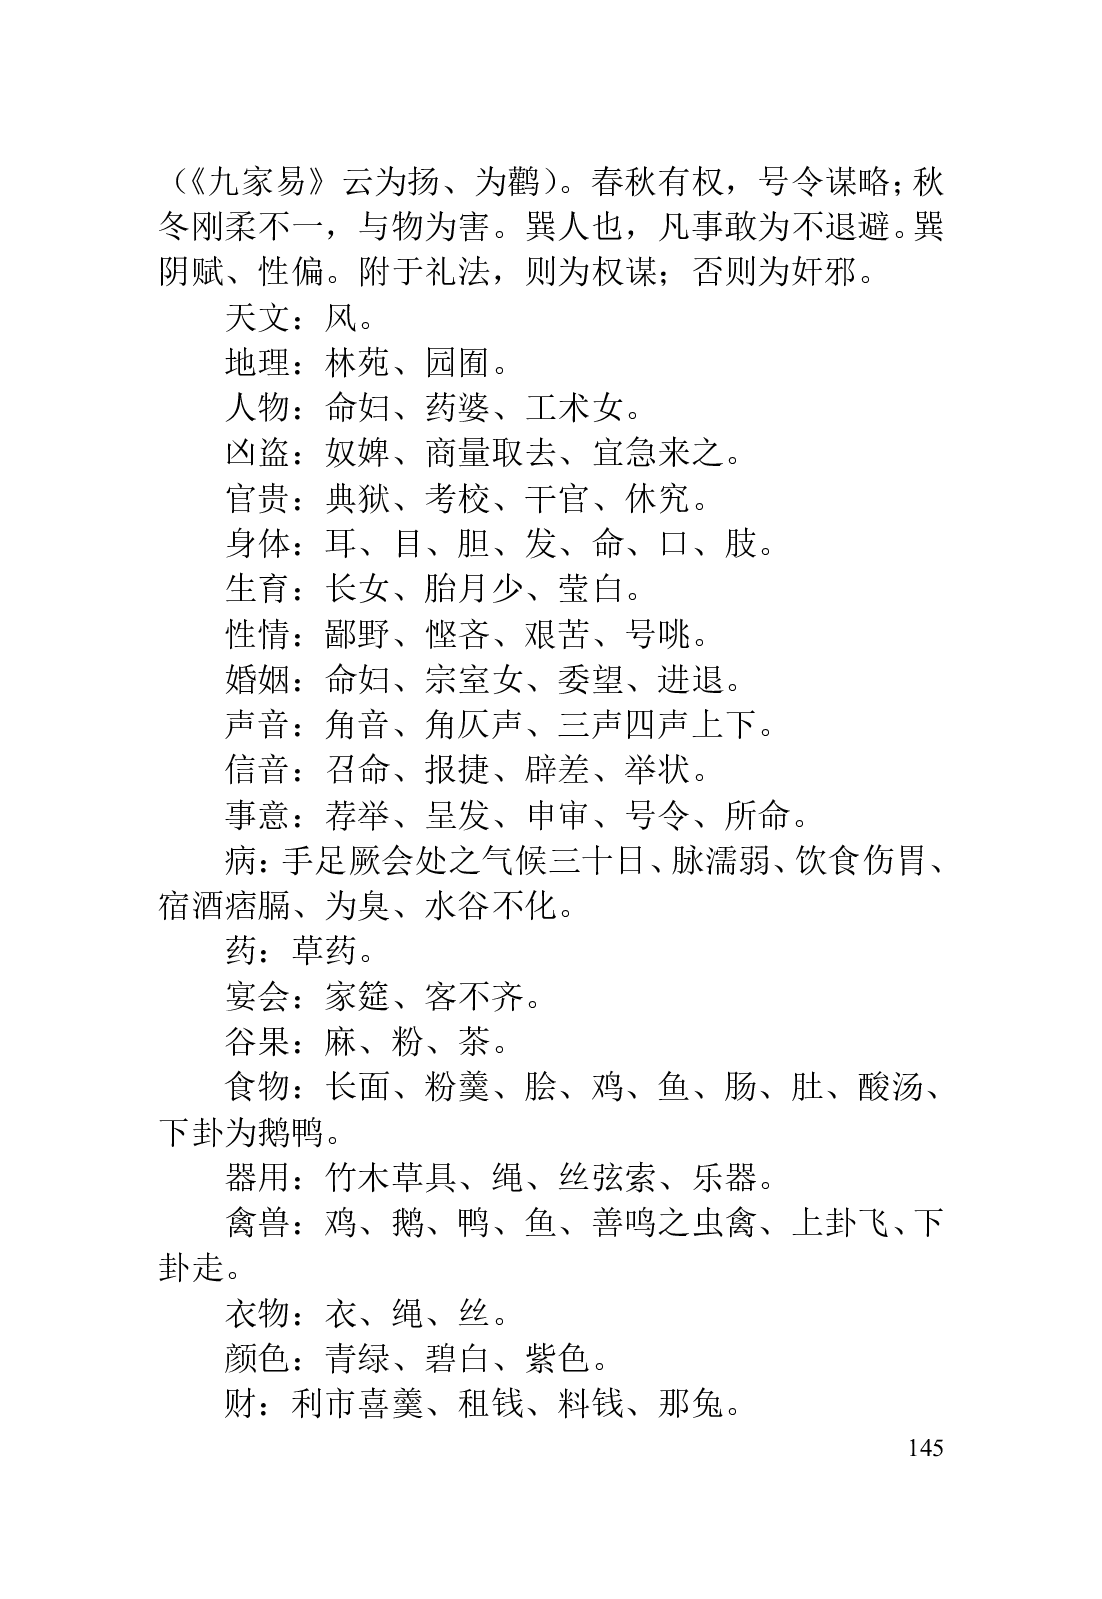 （《九家易》云为扬、为鹳）。春秋有权，号令谋略；秋
冬刚柔不一，与物为害。巽人也，凡事敢为不退避。巽
阴赋、性偏。附于礼法，则为权谋；否则为奸邪。
天文：风。
地理：林苑、园囿。
人物：命妇、药婆、工术女。
凶盗：奴婢、商量取去、宜急来之。
官贵：典狱、考校、干官、休究。
身体：耳、目、胆、发、命、口、肢。
生育：长女、胎月少、莹白。
性情：鄙野、悭吝、艰苦、号咷。
婚姻：命妇、宗室女、委望、进退。
声音：角音、角仄声、三声四声上下。
信音：召命、报捷、辟差、举状。
事意：荐举、呈发、申审、号令、所命。
病：手足厥会处之气候三十日、脉濡弱、饮食伤胃、
宿酒痞膈、为臭、水谷不化。
药：草药。
宴会：家筵、客不齐。
谷果：麻、粉、茶。
食物：长面、粉羹、脍、鸡、鱼、肠、肚、酸汤、
下卦为鹅鸭。
器用：竹木草具、绳、丝弦索、乐器。
禽兽：鸡、鹅、鸭、鱼、善鸣之虫禽、上卦飞、下
卦走。
衣物：衣、绳、丝。
颜色：青绿、碧白、紫色。
财：利市喜羹、租钱、料钱、那兔。
145